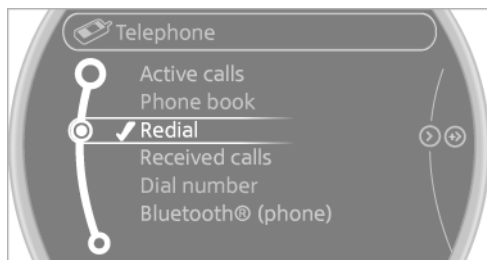 Telephone
Active calls
Phone book
Redial
Received calls
Dial number
Bluetooth® (phone)